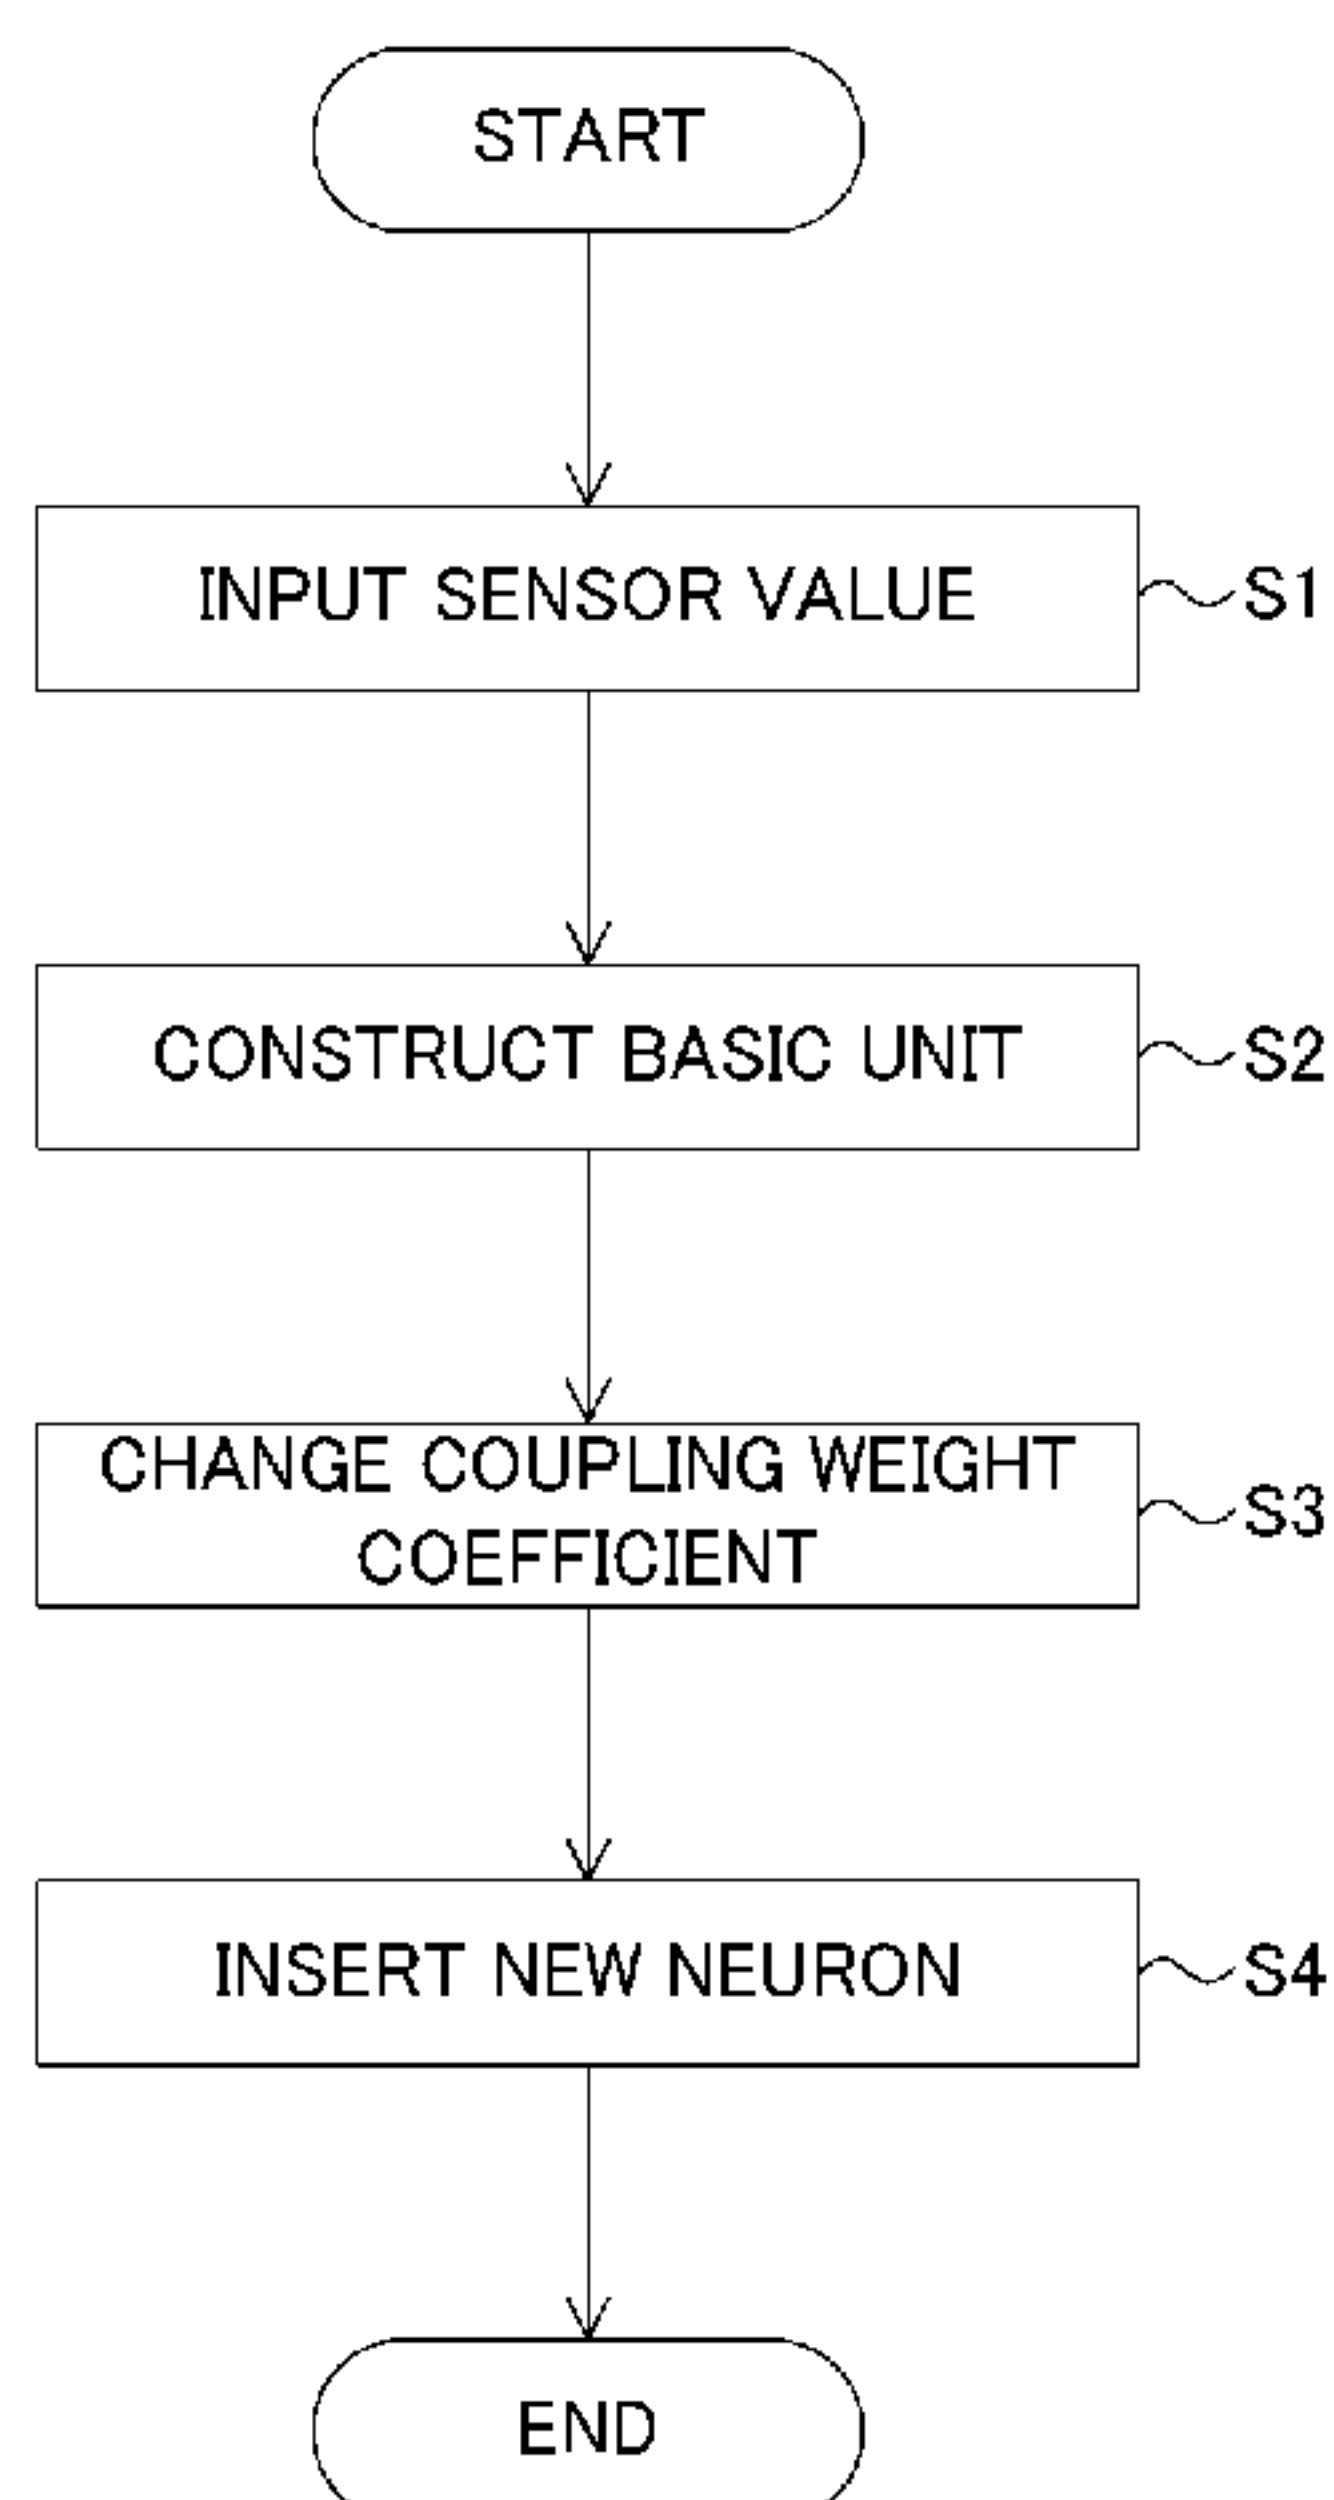 START
INPUT SENSOR VALUE
S1
CONSTRUCT BASIC UNIT
S2
CHANGE COUPLING WEIGHT
COEFFICIENT
S3
INSERT NEW NEURON
S4
END